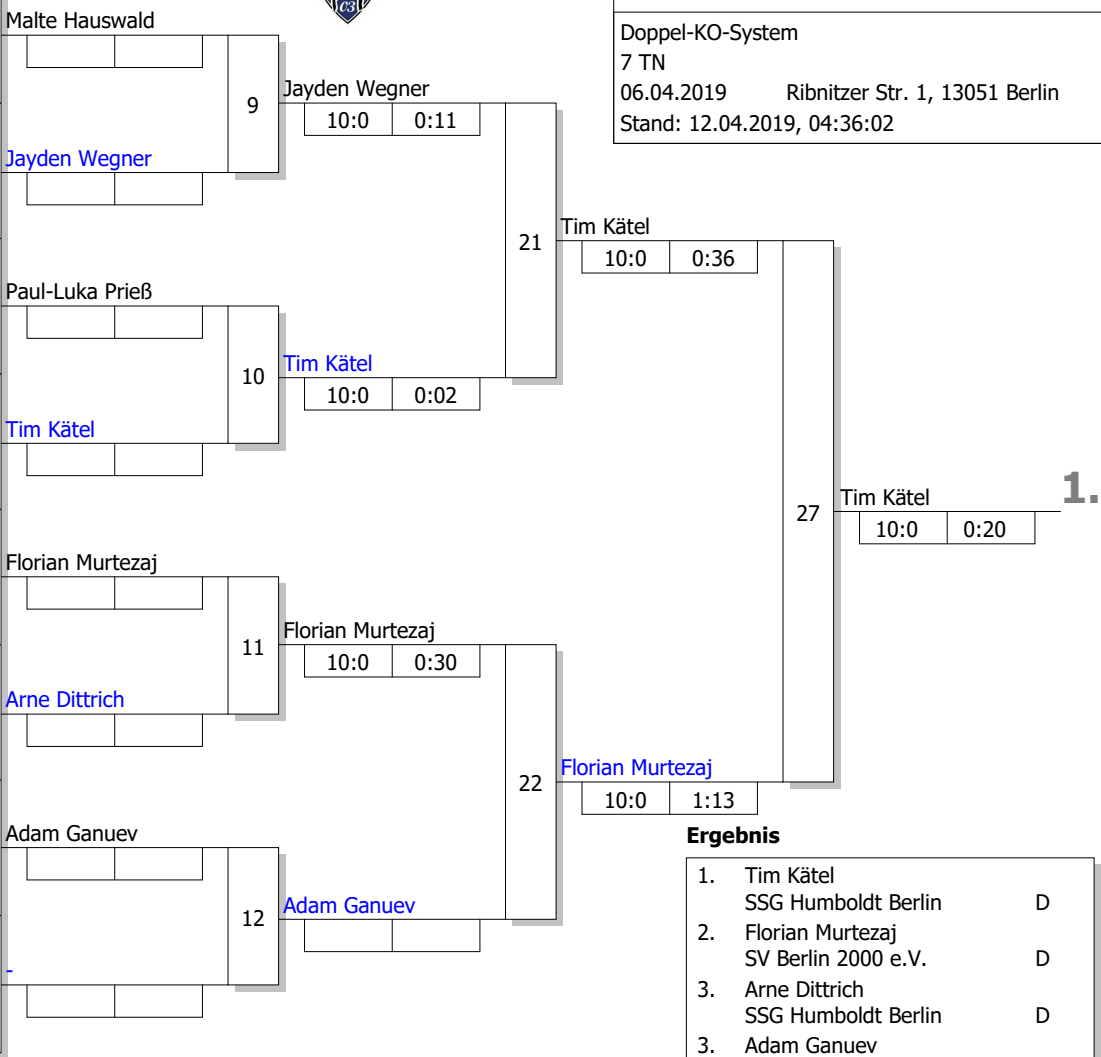 C3
Doppel-KO-System
7 TN
06.04.2019 Ribnitzer Str. 1, 13051 Berlin
Stand: 12.04.2019, 04:36:02
Malte Hauswald
9
Jayden Wegner
10:0 0:11
Jayden Wegner
21
Tim Kätel
10:0 0:36
Paul-Luka Prieß
10
Tim Kätel
10:0 0:02
Tim Kätel
27
Tim Kätel
1.
10:0 0:20
Florian Murtezaj
11
Florian Murtezaj
10:0 0:30
Arne Dittrich
22
Florian Murtezaj
10:0 1:13
Adam Ganuev
12
Adam Ganuev
-
Ergebnis
1. Tim Kätel
SSG Humboldt Berlin D
2. Florian Murtezaj
SV Berlin 2000 e.V. D
3. Arne Dittrich
SSG Humboldt Berlin D
3. Adam Ganuev